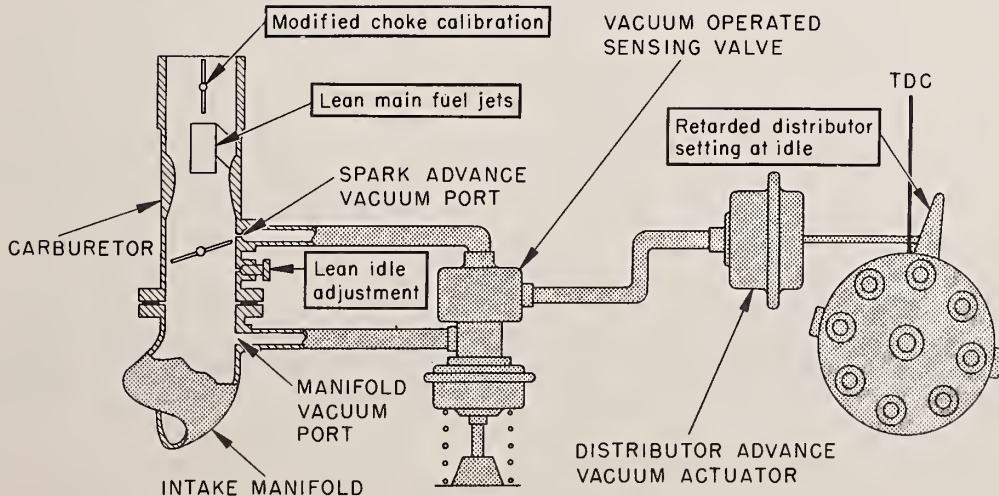 Modified choke calibration
VACUUM OPERATED
SENSING VALVE
TDC
Lean main fuel jets
Retarded distributor
setting at idle
SPARK ADVANCE
VACUUM PORT
CARBURETOR
Lean idle
adjustment
MANIFOLD
VACUUM
PORT
DISTRIBUTOR ADVANCE
VACUUM ACTUATOR
INTAKE MANIFOLD